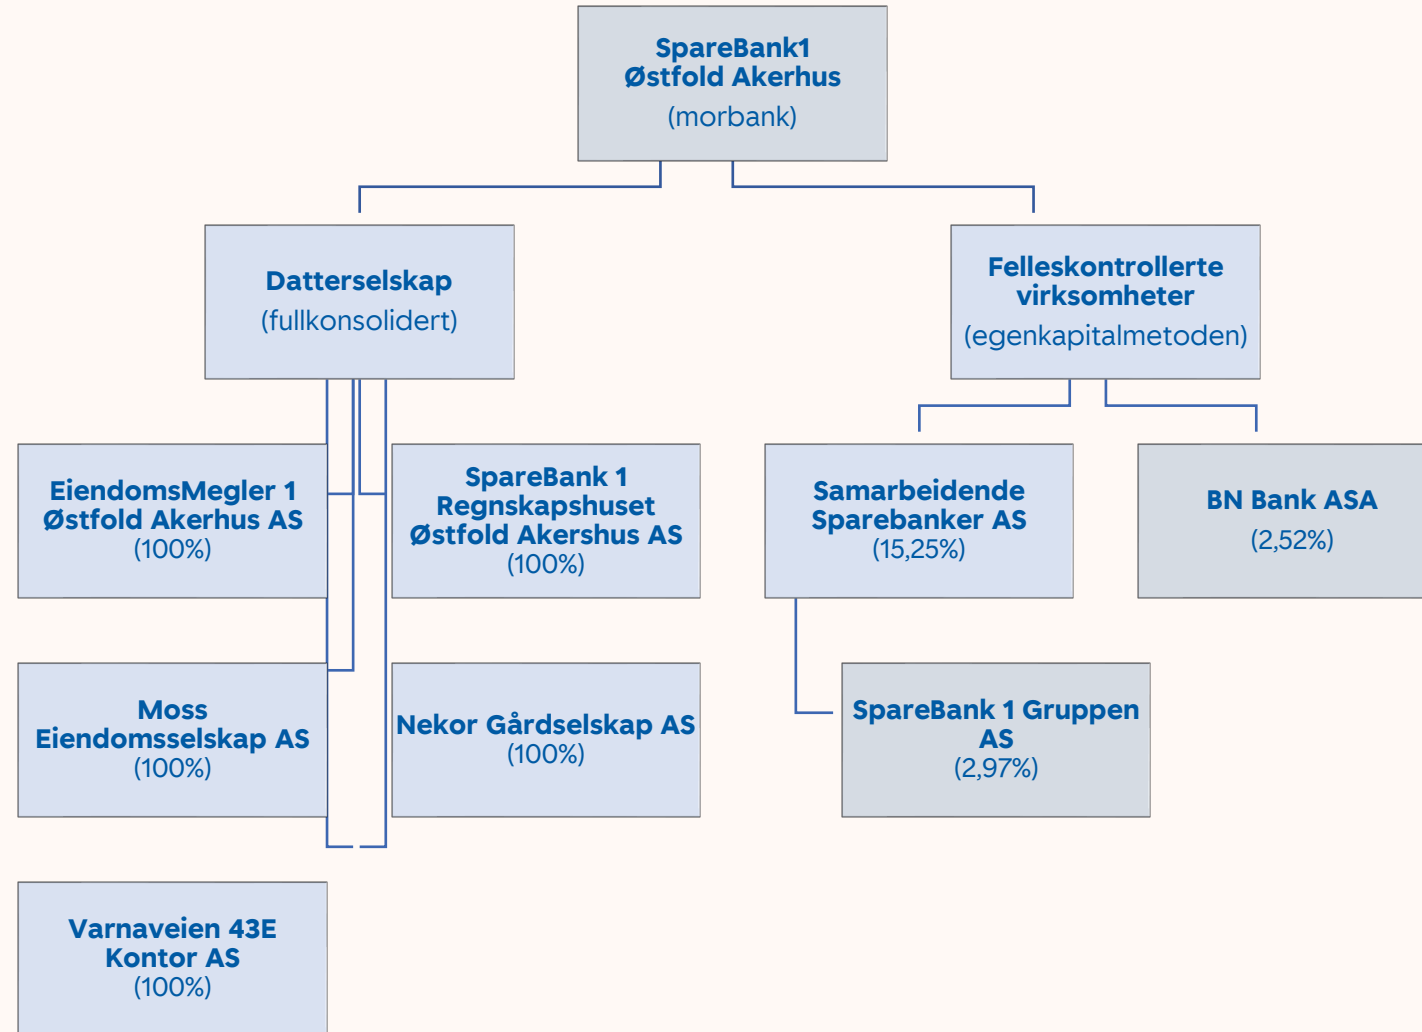 SpareBank1
Østfold Akerhus
(morbank)
Datterselskap
(fullkonsolidert)
Felleskontrollerte
virksomheter
(egenkapitalmetoden)
EiendomsMegler 1
Østfold Akerhus AS
(100%)
SpareBank 1
Regnskapshuset
Østfold Akershus AS
(100%)
Samarbeidende
Sparebanker AS
(15,25%)
BN Bank ASA
(2,52%)
Moss
Eiendomsselskap AS
(100%)
Nekor Gårdselskap AS
(100%)
SpareBank 1 Gruppen
AS
(2,97%)
Varnaveien 43E
Kontor AS
(100%)